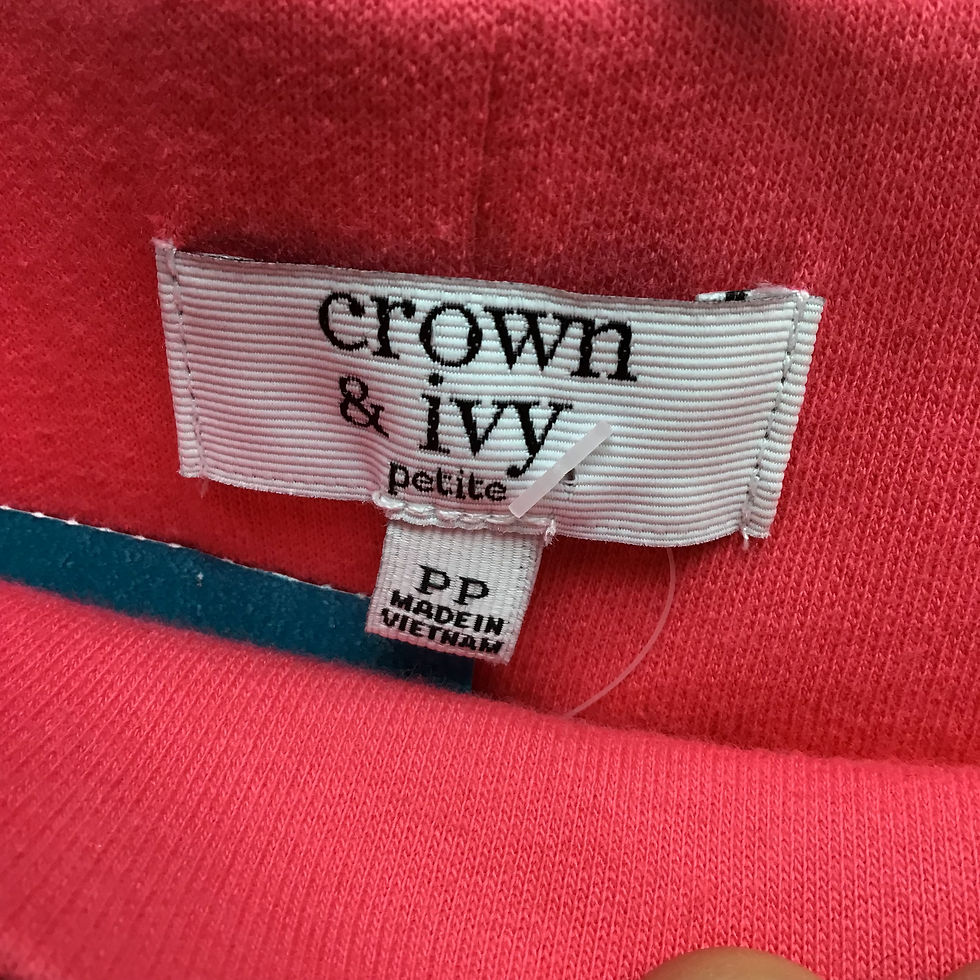 crown
& ivy
petite
PP
MADE IN
VIETNAM